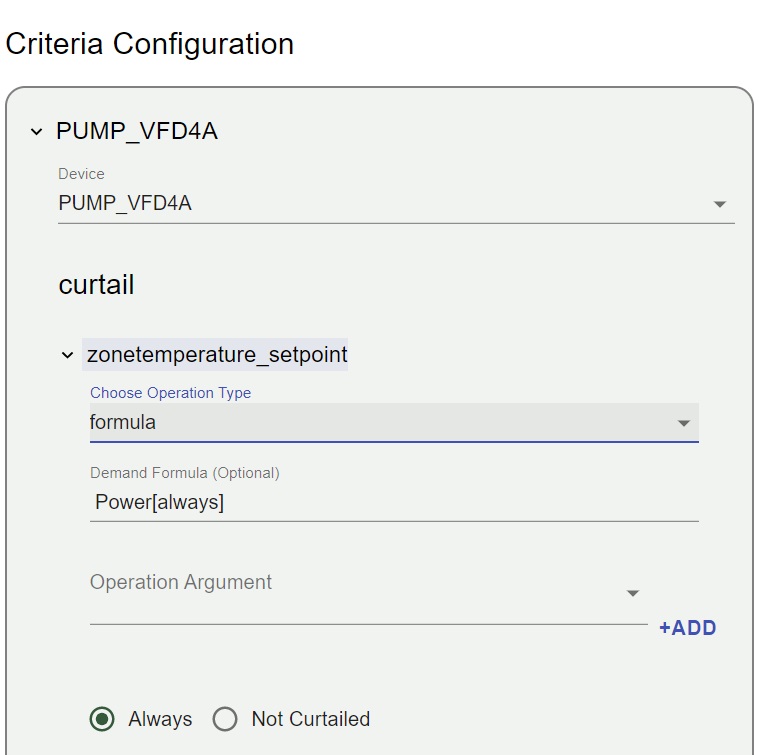 Criteria Configuration
PUMP_VFD4A
Device
PUMP_VFD4A
curtail
zonetemperature_setpoint
Choose Operation Type
formula
Demand Formula (Optional)
Power[always]
Operation Argument
+ADD
Always Not Curtailed